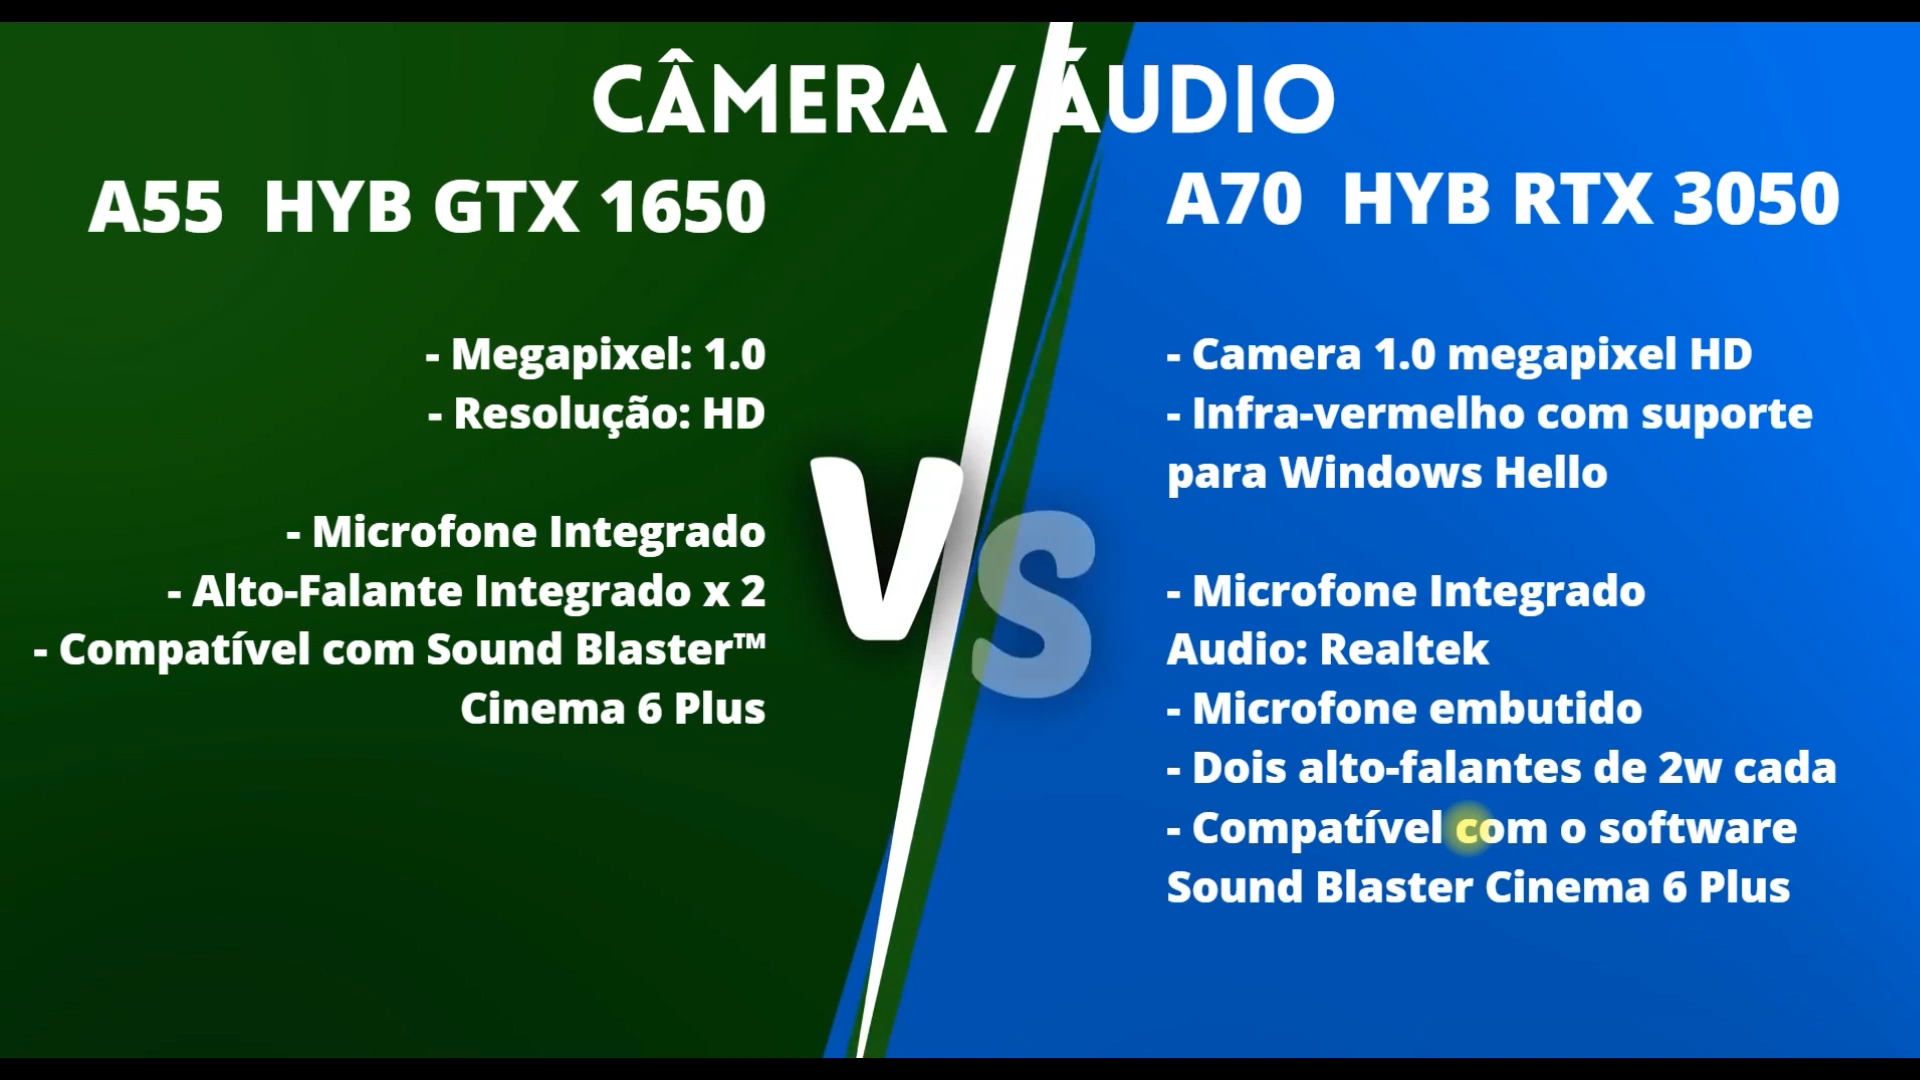 CÂMERA / ÁUDIO
A55 HYB GTX 1650
- Megapixel: 1.0
- Resolução: HD
- Microfone Integrado
- Alto-Falante Integrado x 2
- Compatível com Sound Blaster™
Cinema 6 Plus
VS
A70 HYB RTX 3050
- Camera 1.0 megapixel HD
- Infra-vermelho com suporte
para Windows Hello
- Microfone Integrado
Audio: Realtek
- Microfone embutido
- Dois alto-falantes de 2w cada
- Compatível com o software
Sound Blaster Cinema 6 Plus